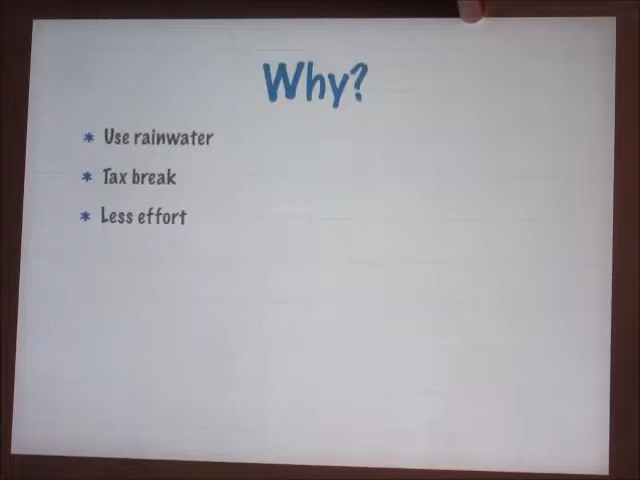 Why?
* Use rainwater
* Tax break
* Less effort